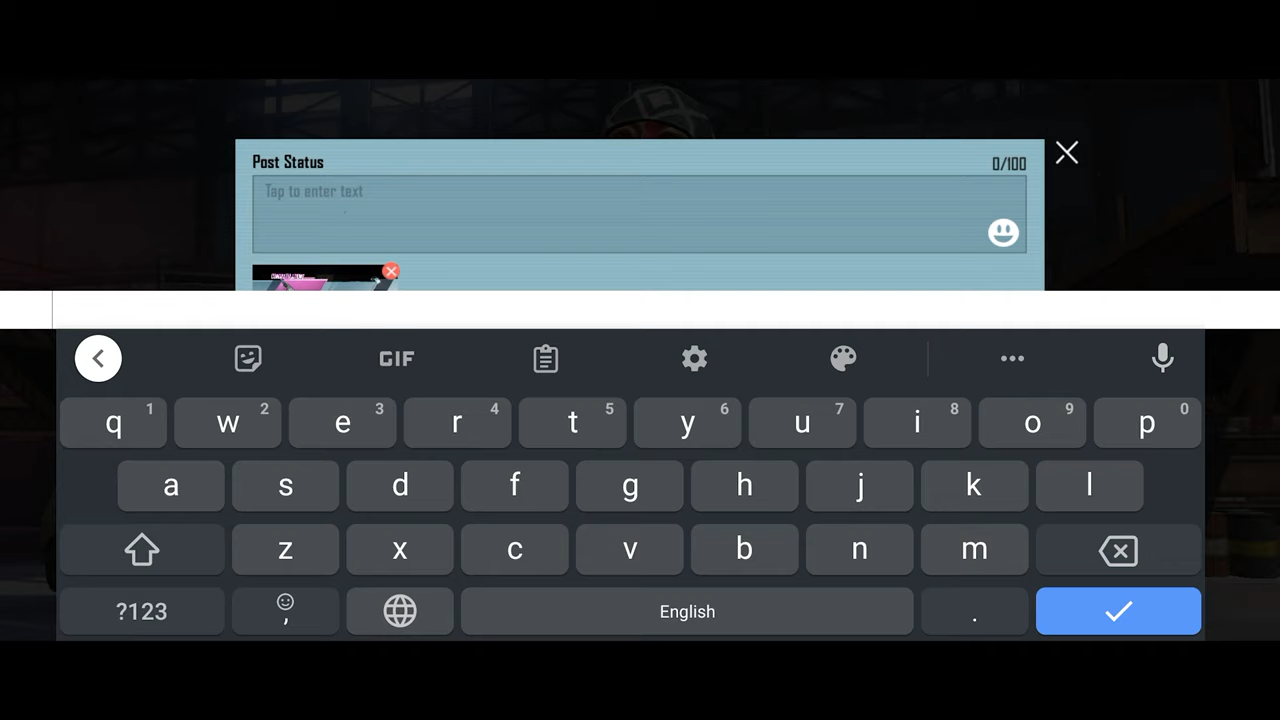 Post Status
0/100
Tap to enter text
GIF
q 1 w 2 e 3 r 4 t 5 y 6 u 7 i 8 o 9 p 0
a s d f g h j k l
z x c v b n m
?123 , English .